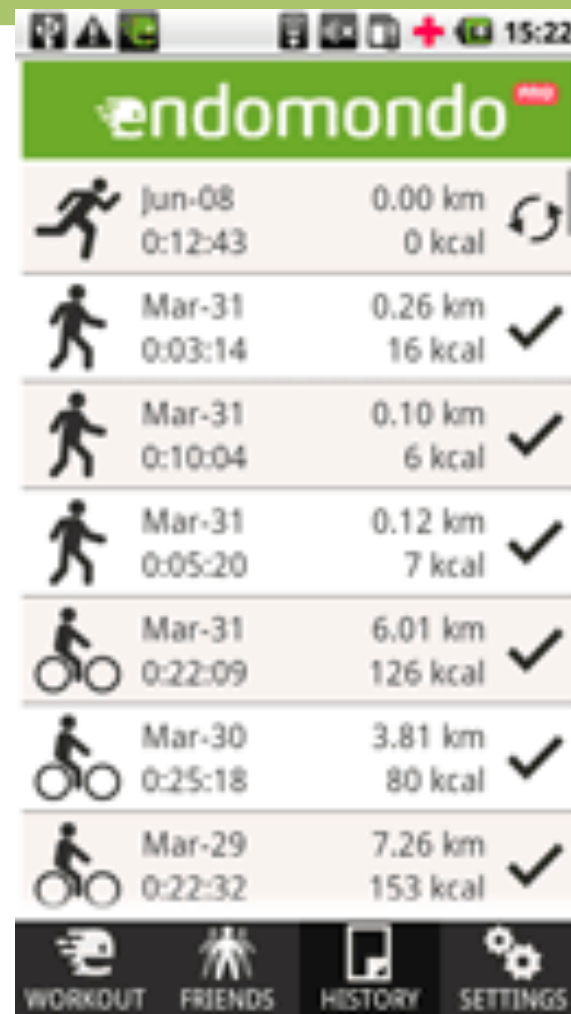 15:22
endomondo PRO
Jun-08 0.00 km
0:12:43 0 kcal
Mar-31 0.26 km
0:03:14 16 kcal
Mar-31 0.10 km
0:10:04 6 kcal
Mar-31 0.12 km
0:05:20 7 kcal
Mar-31 6.01 km
0:22:09 126 kcal
Mar-30 3.81 km
0:25:18 80 kcal
Mar-29 7.26 km
0:22:32 153 kcal
WORKOUT FRIENDS HISTORY SETTINGS